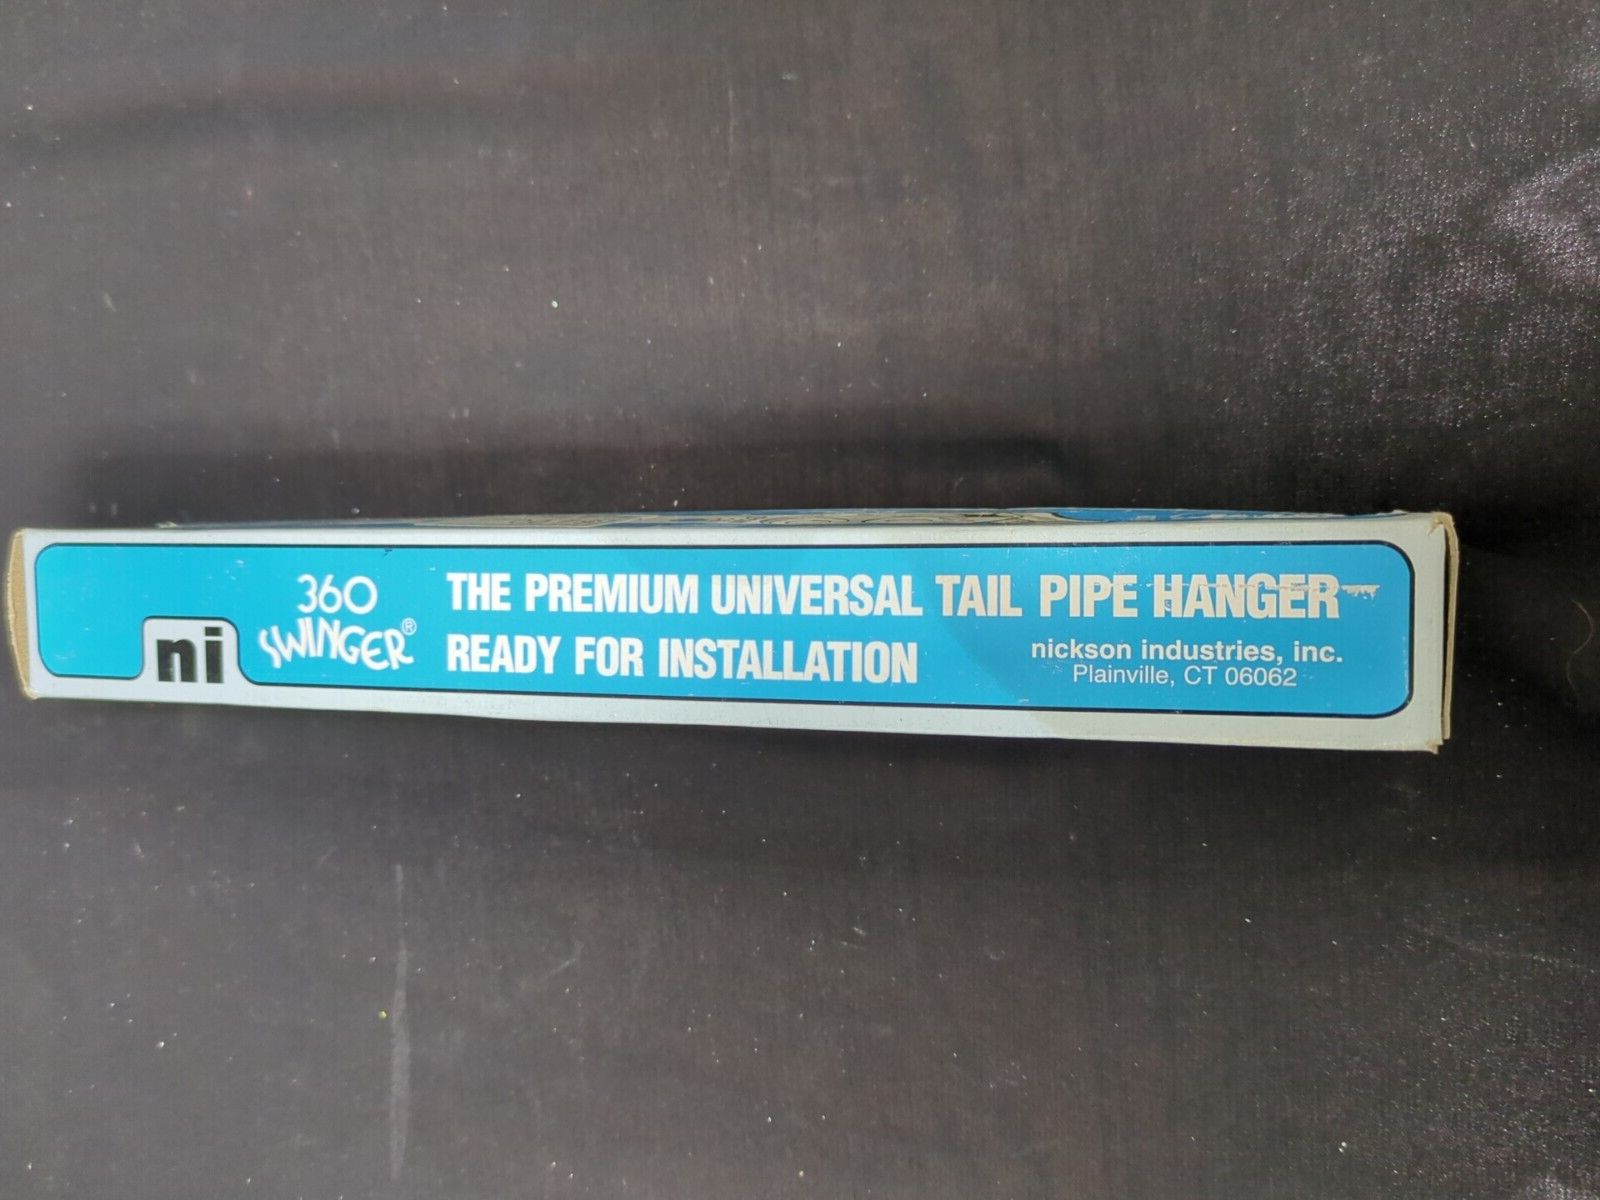 ni
360
SWINGER®
THE PREMIUM UNIVERSAL TAIL PIPE HANGER
READY FOR INSTALLATION
nickson industries, inc.
Plainville, CT 06062